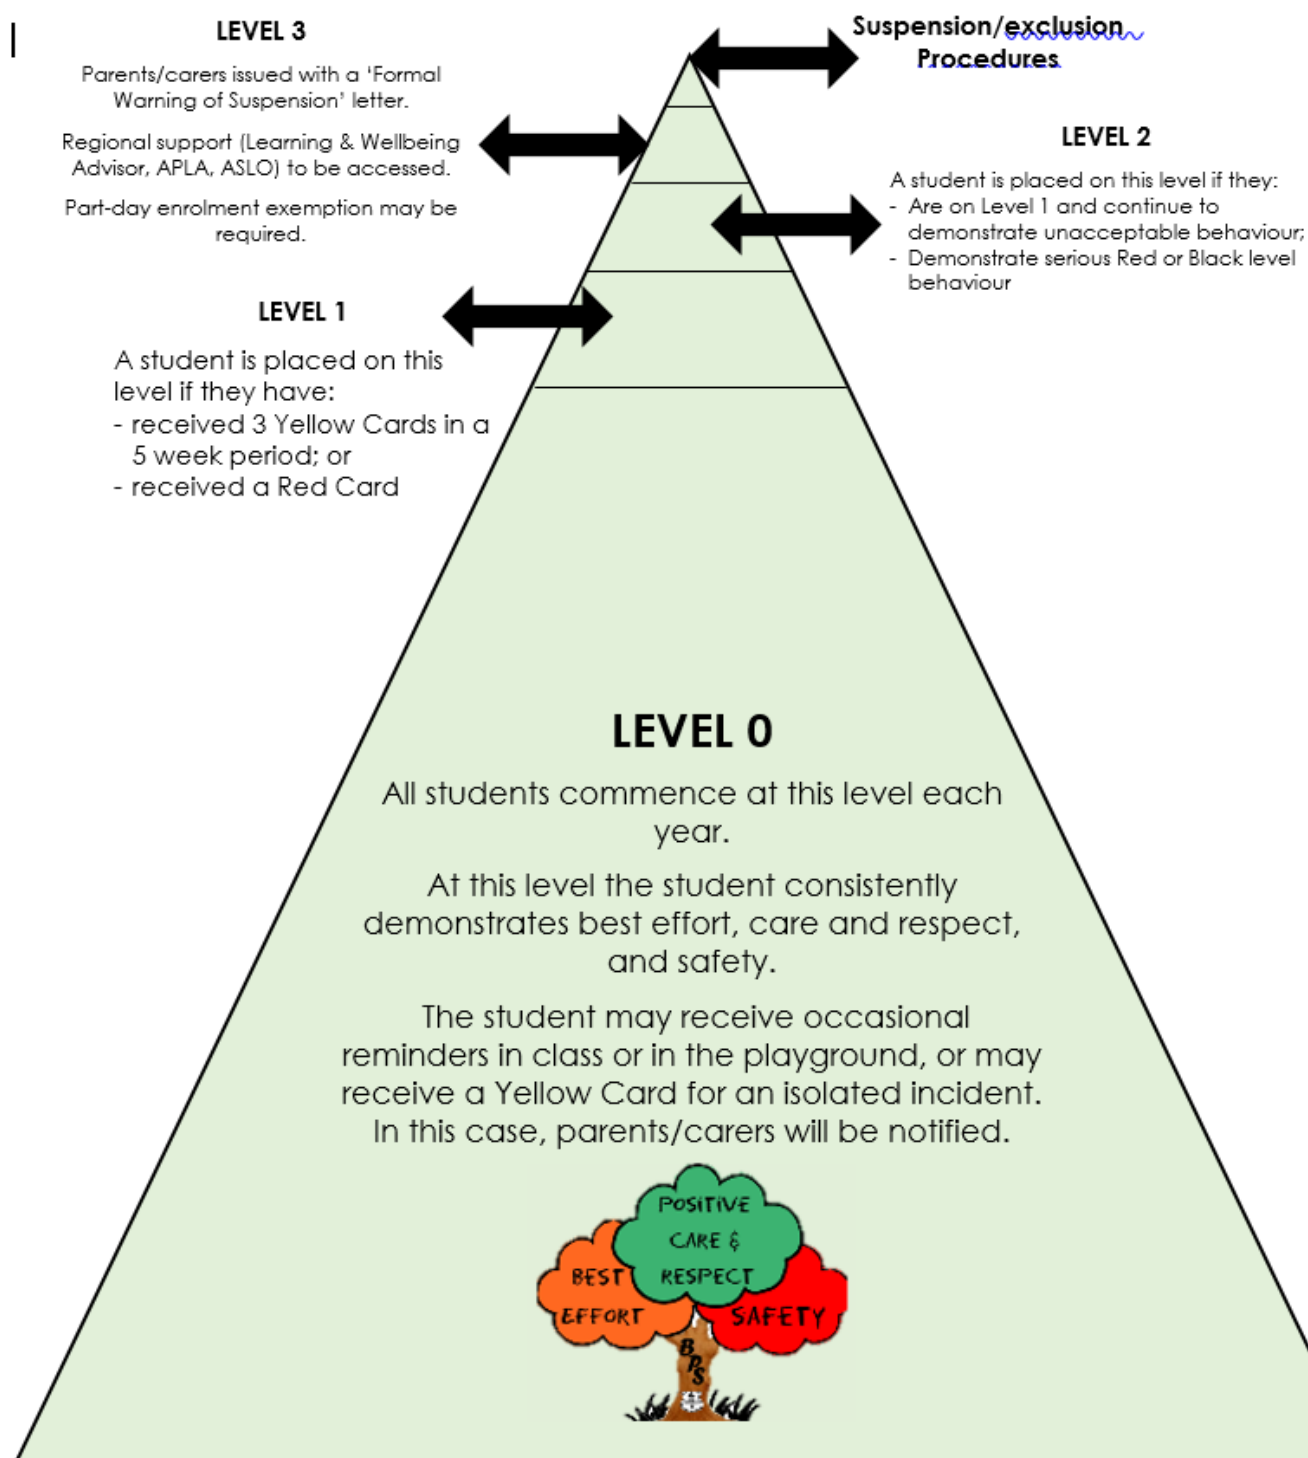 LEVEL 3
Parents/carers issued with a ‘Formal
Warning of Suspension’ letter.
Regional support (Learning & Wellbeing
Advisor, APLA, ASLO) to be accessed.
Part-day enrolment exemption may be
required.
Suspension/exclusion
Procedures
LEVEL 2
A student is placed on this level if they:
- Are on Level 1 and continue to
demonstrate unacceptable behaviour;
- Demonstrate serious Red or Black level
behaviour
LEVEL 1
A student is placed on this
level if they have:
- received 3 Yellow Cards in a
5 week period; or
- received a Red Card
LEVEL 0
All students commence at this level each
year.
At this level the student consistently
demonstrates best effort, care and respect,
and safety.
The student may receive occasional
reminders in class or in the playground, or may
receive a Yellow Card for an isolated incident.
In this case, parents/carers will be notified.
POSITIVE
CARE &
RESPECT
BEST
EFFORT
SAFETY
BPS